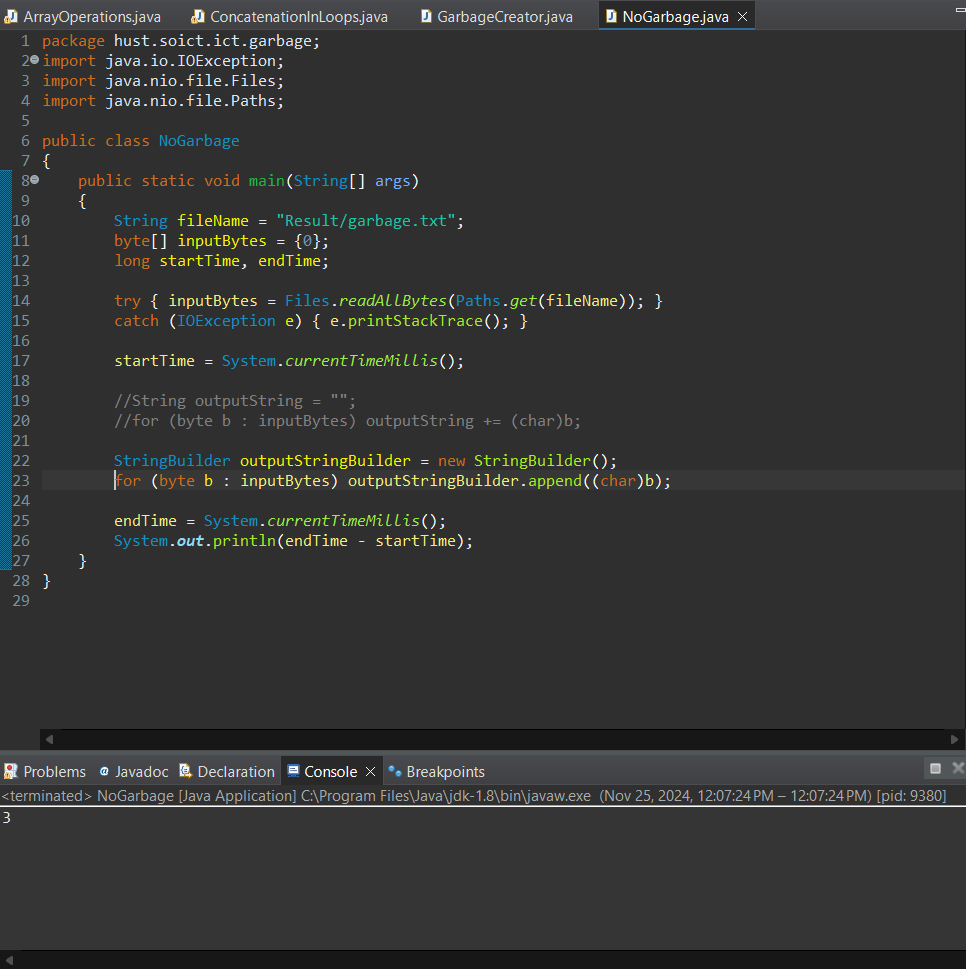 ArrayOperations.java ConcatenationInLoops.java GarbageCreator.java NoGarbage.java
1 package hust.soict.ict.garbage;
2 import java.io.IOException;
3 import java.nio.file.Files;
4 import java.nio.file.Paths;
5
6 public class NoGarbage
7 {
8 public static void main(String[] args)
9 {
10 String fileName = "Result/garbage.txt";
11 byte[] inputBytes = {0};
12 long startTime, endTime;
13
14 try { inputBytes = Files.readAllBytes(Paths.get(fileName)); }
15 catch (IOException e) { e.printStackTrace(); }
16
17 startTime = System.currentTimeMillis();
18
19 //String outputString = "";
20 //for (byte b : inputBytes) outputString += (char)b;
21
22 StringBuilder outputStringBuilder = new StringBuilder();
23 for (byte b : inputBytes) outputStringBuilder.append((char)b);
24
25 endTime = System.currentTimeMillis();
26 System.out.println(endTime - startTime);
27 }
28 }
29
Problems @ Javadoc Declaration Console Breakpoints
<terminated> NoGarbage [Java Application] C:\Program Files\Java\jdk-1.8\bin\javaw.exe (Nov 25, 2024, 12:07:24 PM – 12:07:24 PM) [pid: 9380]
3